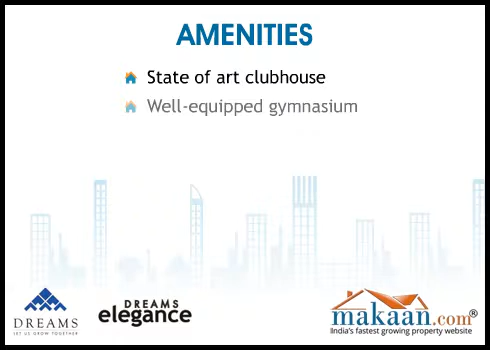 AMENITIES
State of art clubhouse
Well-equipped gymnasium
DREAMS
LET US GROW TOGETHER
DREAMS
elegance
makaan.com®
India's fastest growing property website